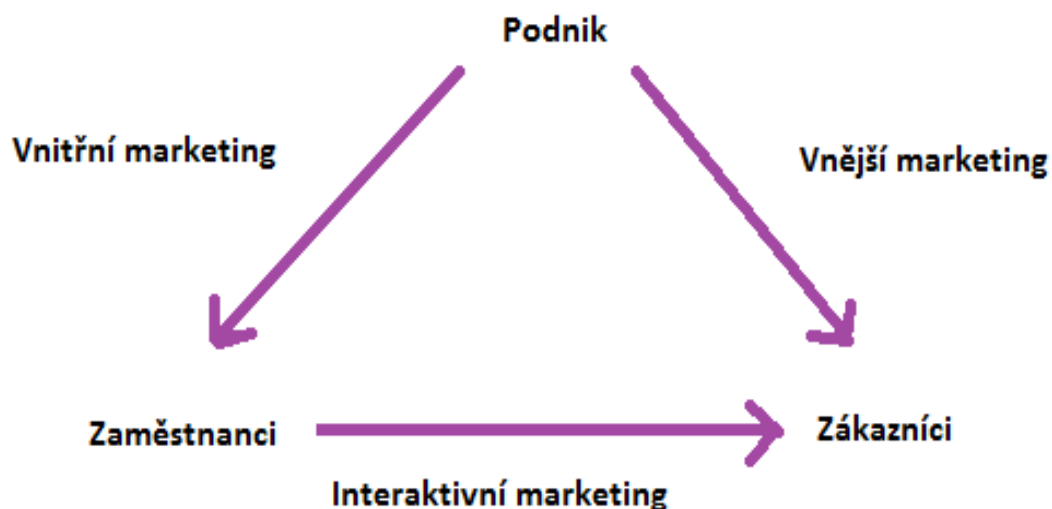 Podnik
Vnitřní marketing
Vnější marketing
Zaměstnanci
Zákazníci
Interaktivní marketing